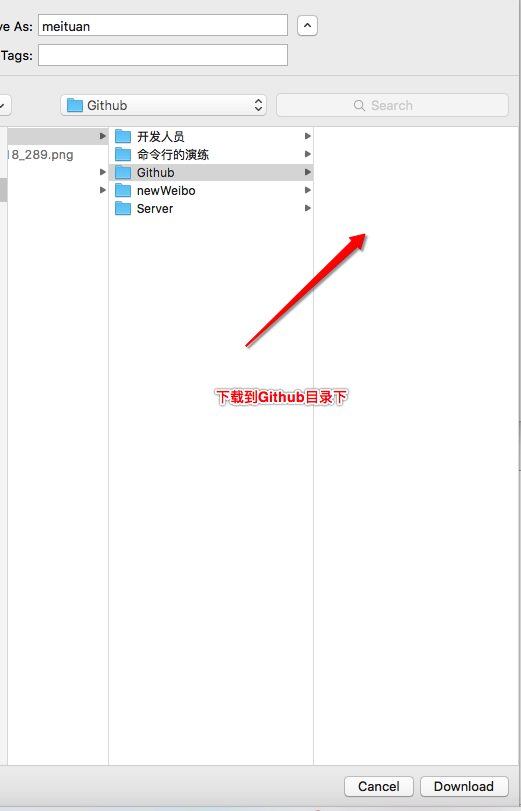 ve As: meituan
Tags:
Github
Search
18_289.png
开发人员
命令行的演练
Github
newWeibo
Server
下载到Github目录下
Cancel
Download